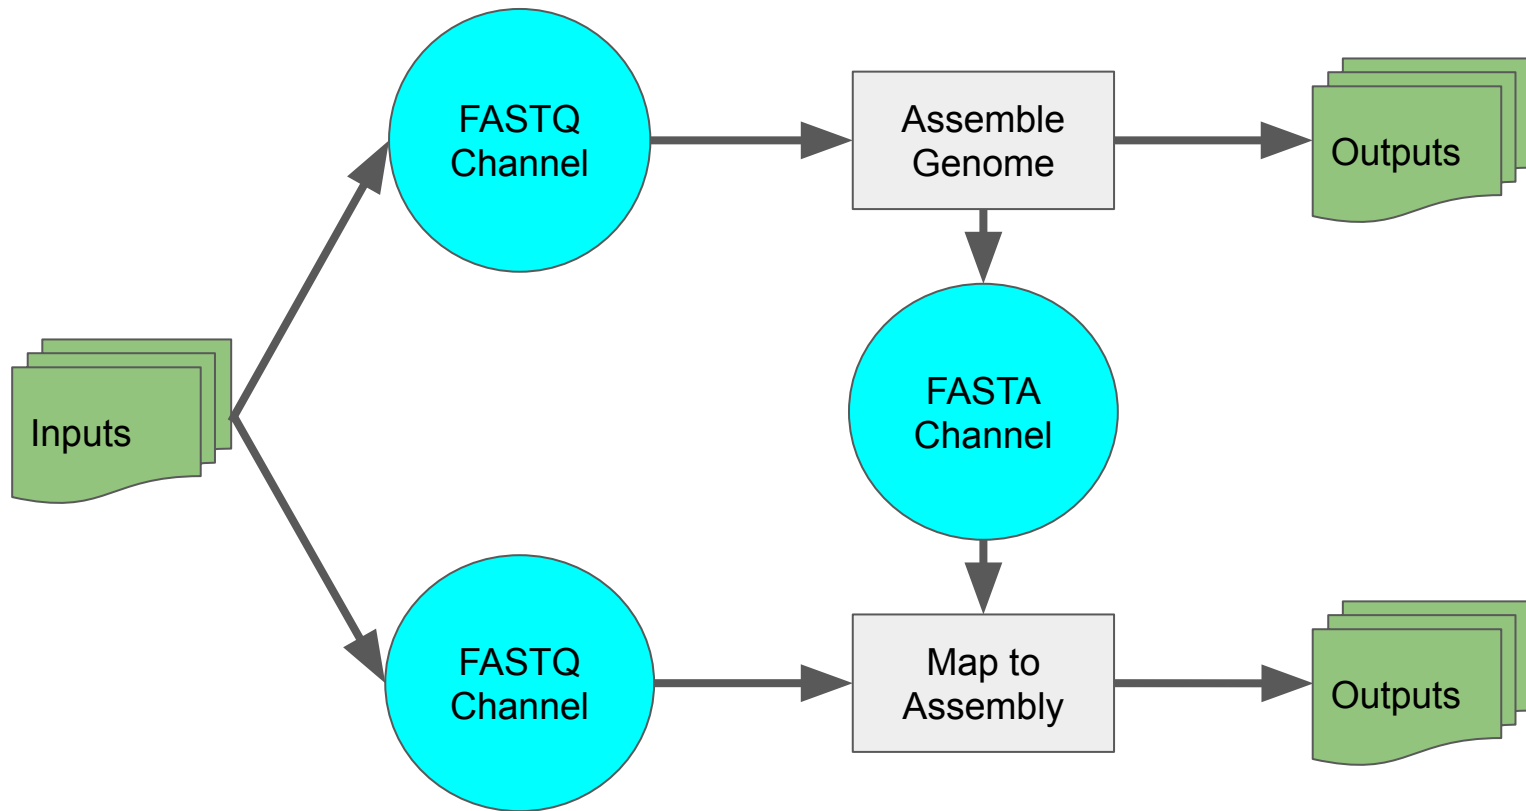 FASTQ
Channel
Assemble
Genome
Outputs
Inputs
FASTA
Channel
FASTQ
Channel
Map to
Assembly
Outputs